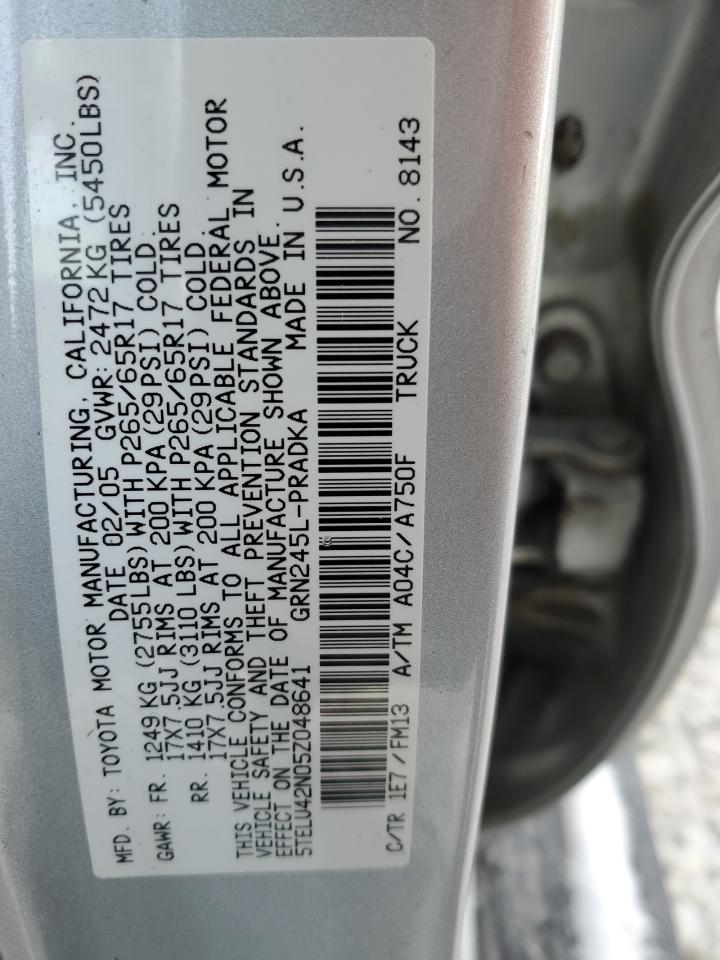 MFD. BY: TOYOTA MOTOR MANUFACTURING, CALIFORNIA, INC.
DATE 02/05 GVWR: 2472 KG (5450LBS)
GAWR: FR. 1249 KG (2755LBS) WITH P265/65R17 TIRES
17X7.5JJ RIMS AT 200 KPA (29PSI) COLD.
RR. 1410 KG (3110 LBS) WITH P265/65R17 TIRES
17X7.5JJ RIMS AT 200 KPA (29PSI) COLD.
THIS VEHICLE CONFORMS TO ALL APPLICABLE FEDERAL MOTOR
VEHICLE SAFETY AND THEFT PREVENTION STANDARDS IN
EFFECT ON THE DATE OF MANUFACTURE SHOWN ABOVE.
5TELU42N05Z048641 GRN245L-PRADKA MADE IN U.S.A.
C/TR 1E7/FM13 A/TM A04C/A750F TRUCK NO. 8143